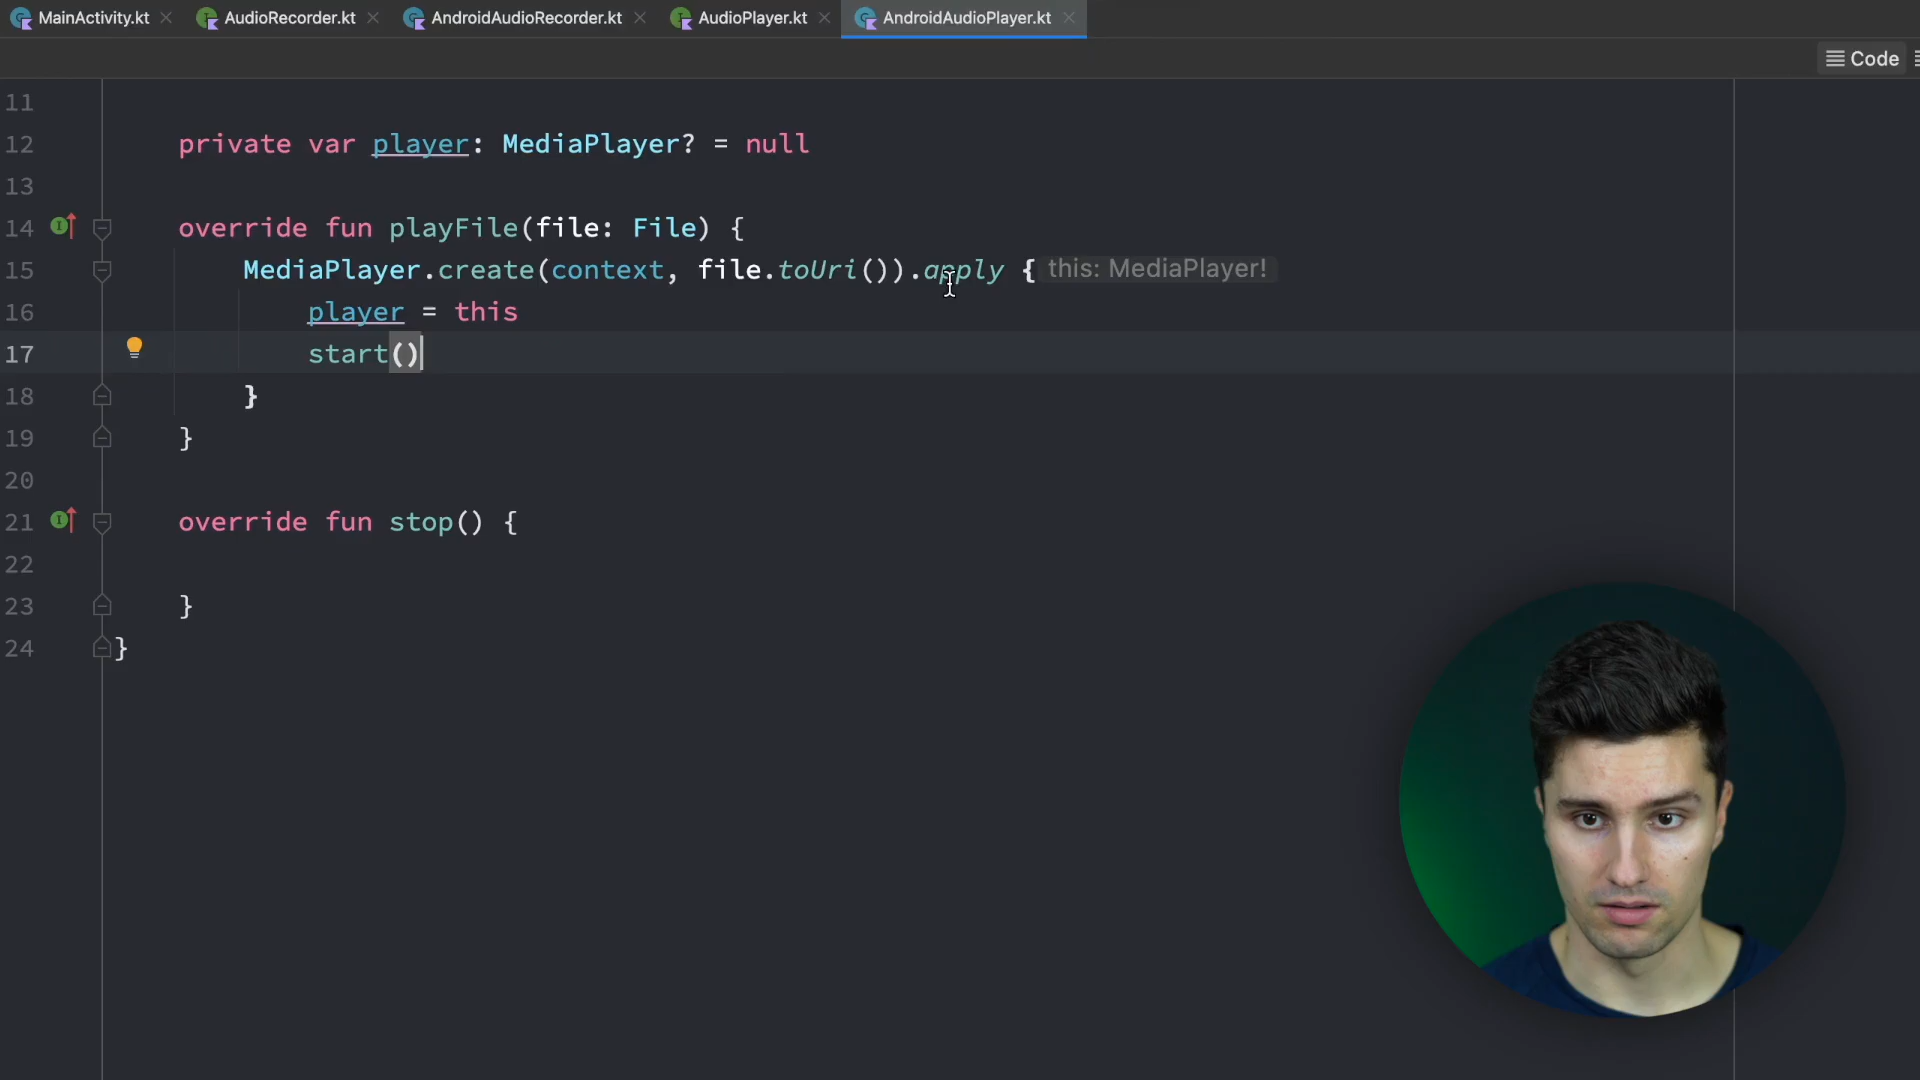 MainActivity.kt AudioRecorder.kt AndroidAudioRecorder.kt AudioPlayer.kt AndroidAudioPlayer.kt
Code
11
12 private var player: MediaPlayer? = null
13
14 override fun playFile(file: File) {
15 MediaPlayer.create(context, file.toUri()).apply { this: MediaPlayer!
16 player = this
17 start()
18 }
19 }
20
21 override fun stop() {
22
23 }
24 }